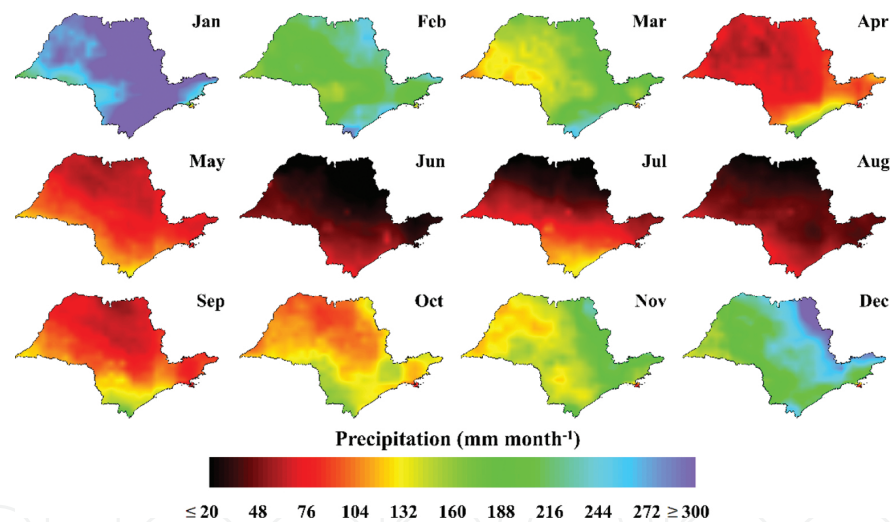 Jan Feb Mar Apr
May Jun Jul Aug
Sep Oct Nov Dec
Precipitation (mm month⁻¹)
≤ 20 48 76 104 132 160 188 216 244 272 ≥ 300